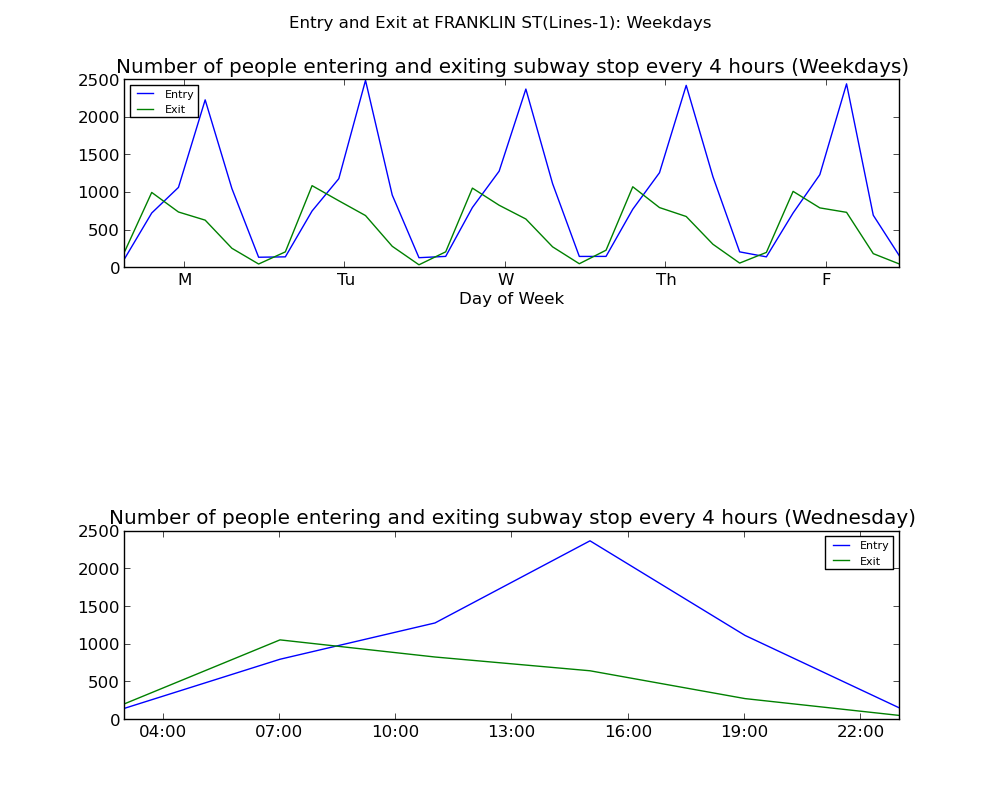 Entry and Exit at FRANKLIN ST(Lines-1): Weekdays
Number of people entering and exiting subway stop every 4 hours (Weekdays)
2500
2000
1500
1000
500
0
Entry
Exit
M Tu W Th F
Day of Week
Number of people entering and exiting subway stop every 4 hours (Wednesday)
2500
2000
1500
1000
500
0
Entry
Exit
04:00 07:00 10:00 13:00 16:00 19:00 22:00